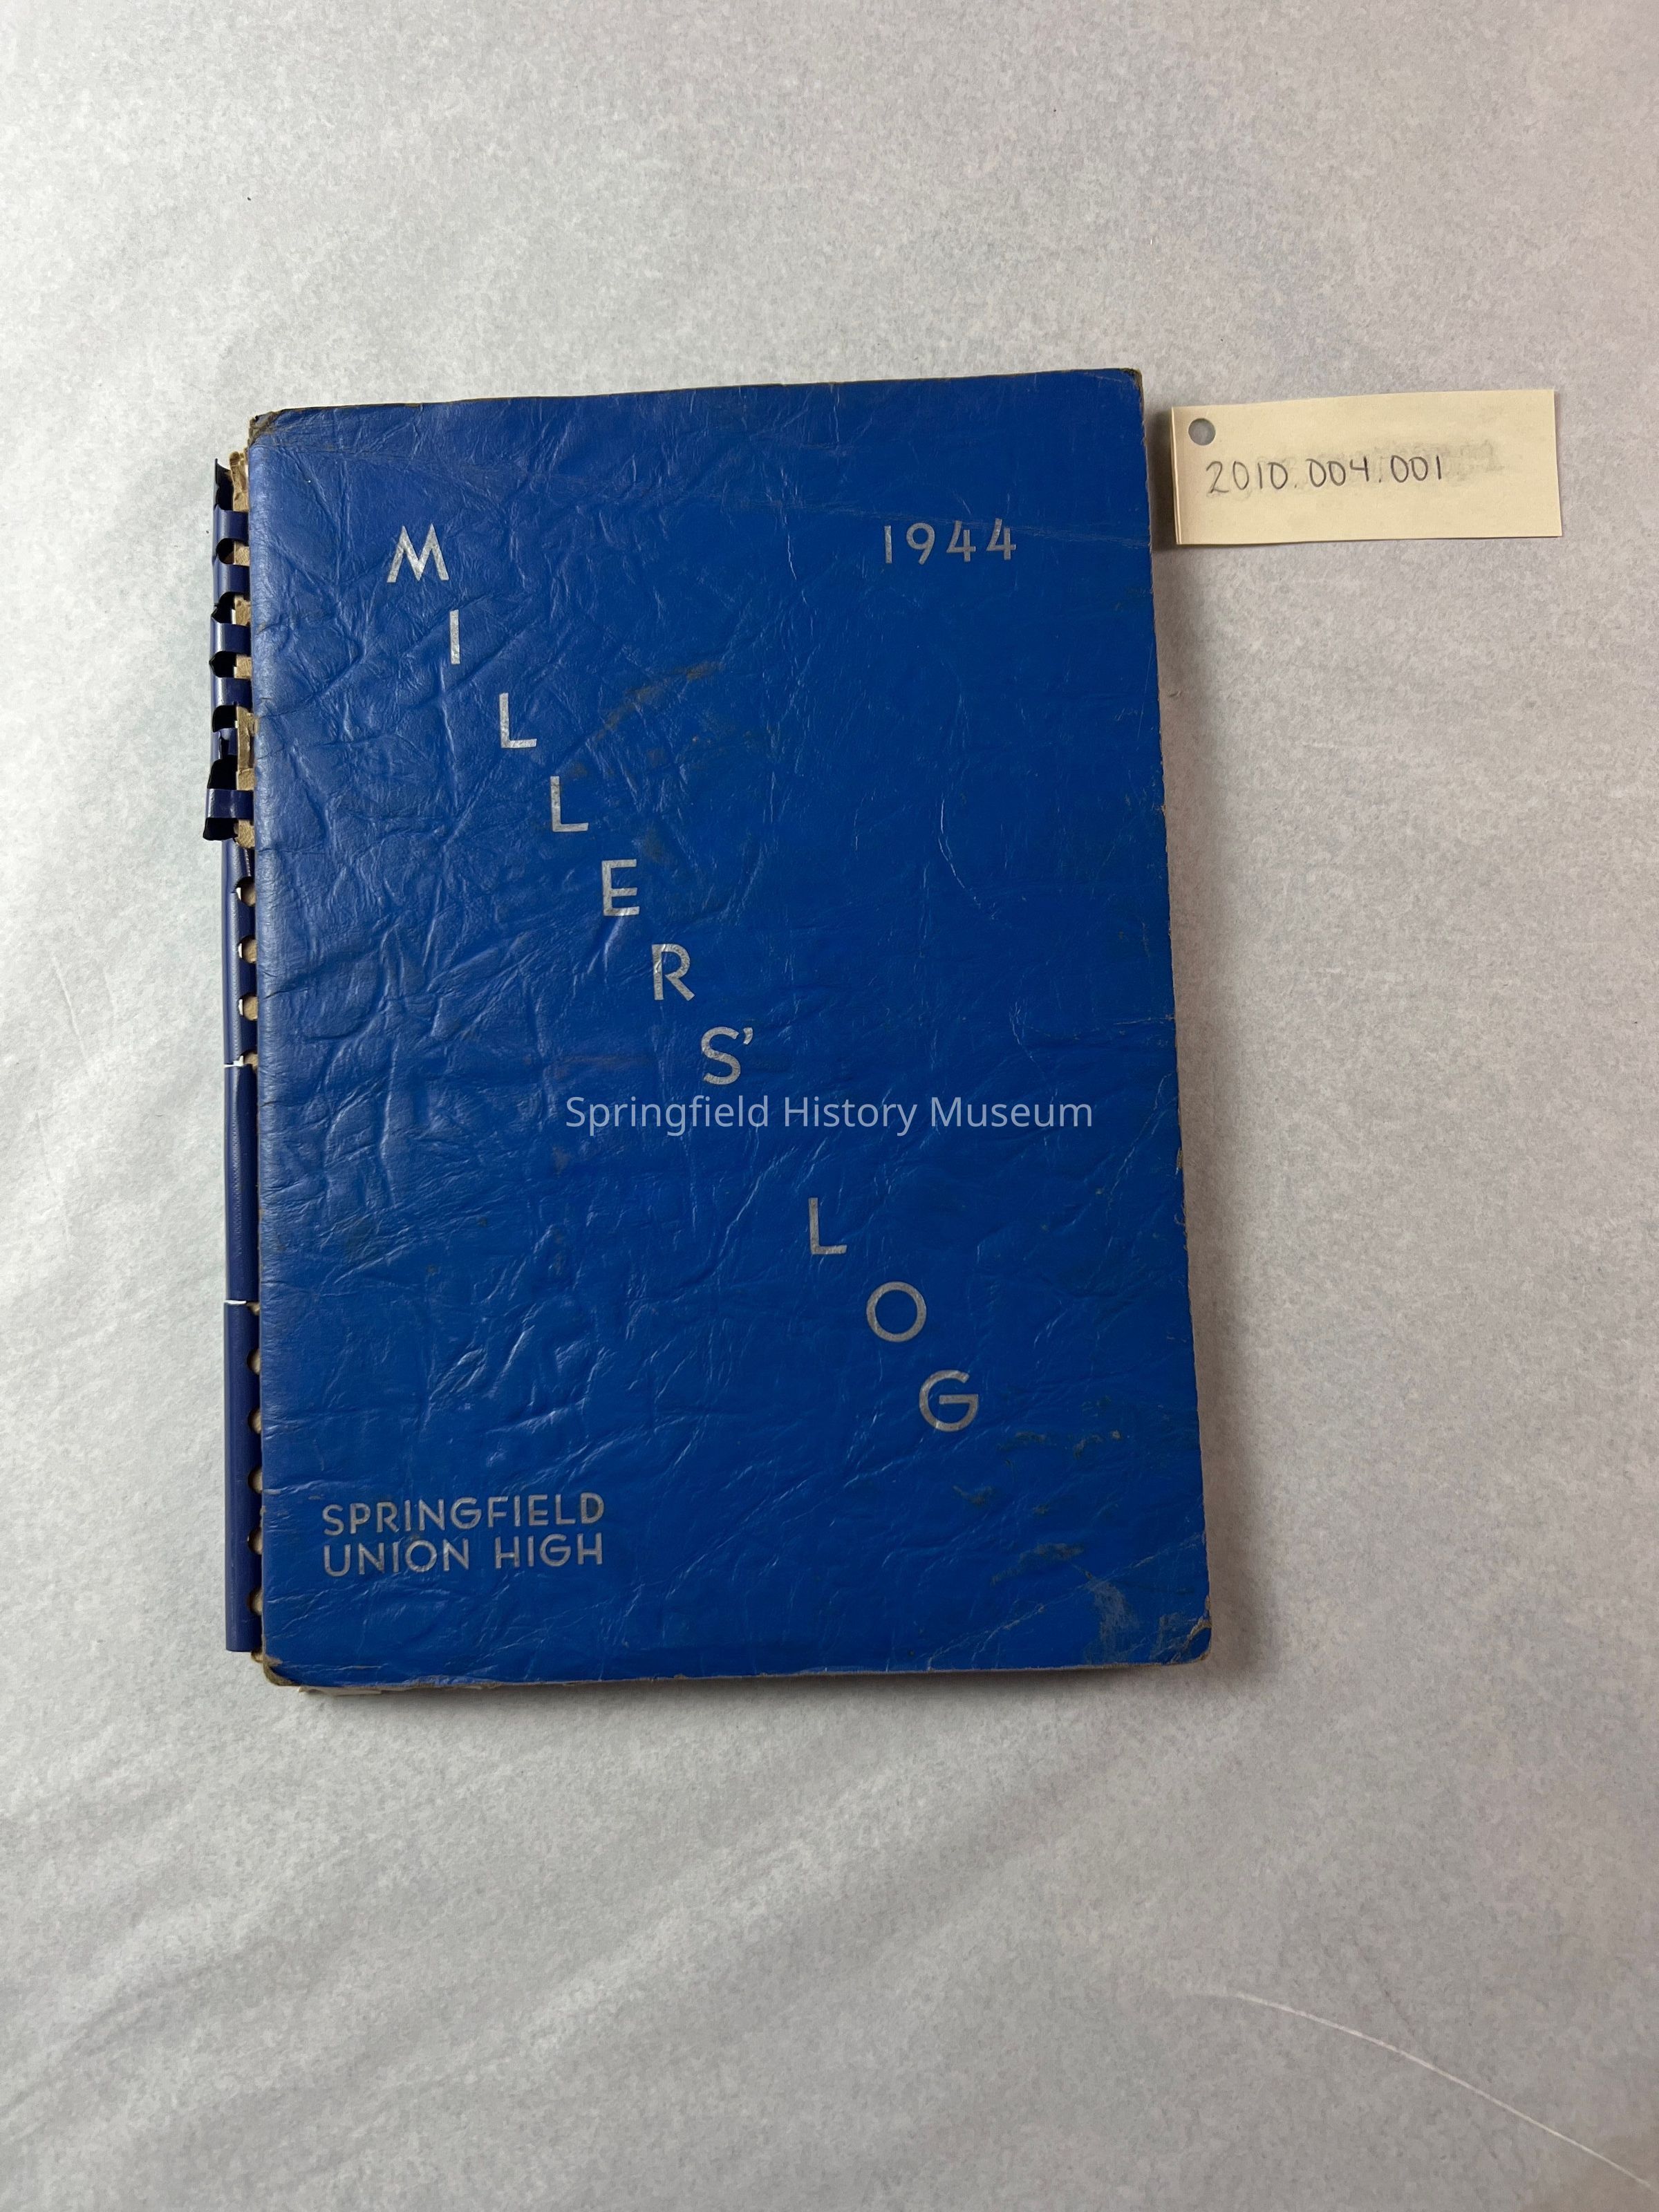 2010.004.001
1944
MILLERS'
LOG
Springfield History Museum
SPRINGFIELD
UNION HIGH